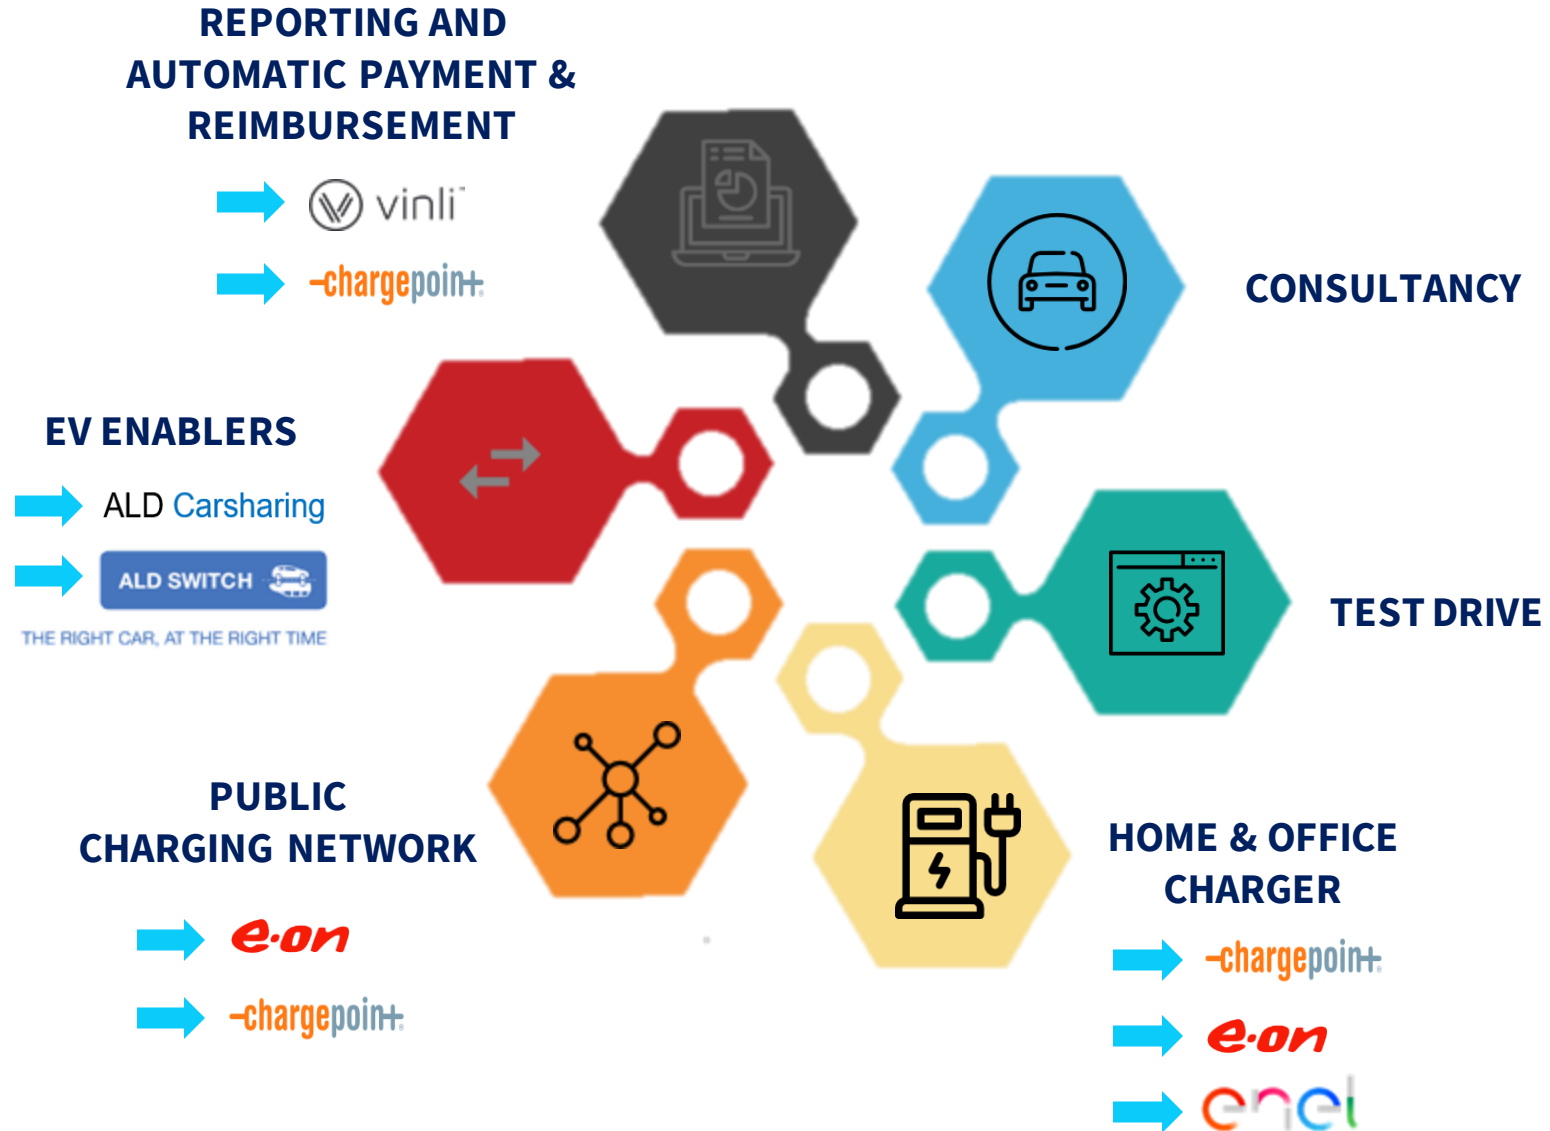 REPORTING AND
AUTOMATIC PAYMENT &
REIMBURSEMENT
vinli™
chargepoint®
CONSULTANCY
EV ENABLERS
ALD Carsharing
ALD SWITCH
THE RIGHT CAR, AT THE RIGHT TIME
TEST DRIVE
PUBLIC
CHARGING NETWORK
e·on
chargepoint®
HOME & OFFICE
CHARGER
chargepoint®
e·on
enel